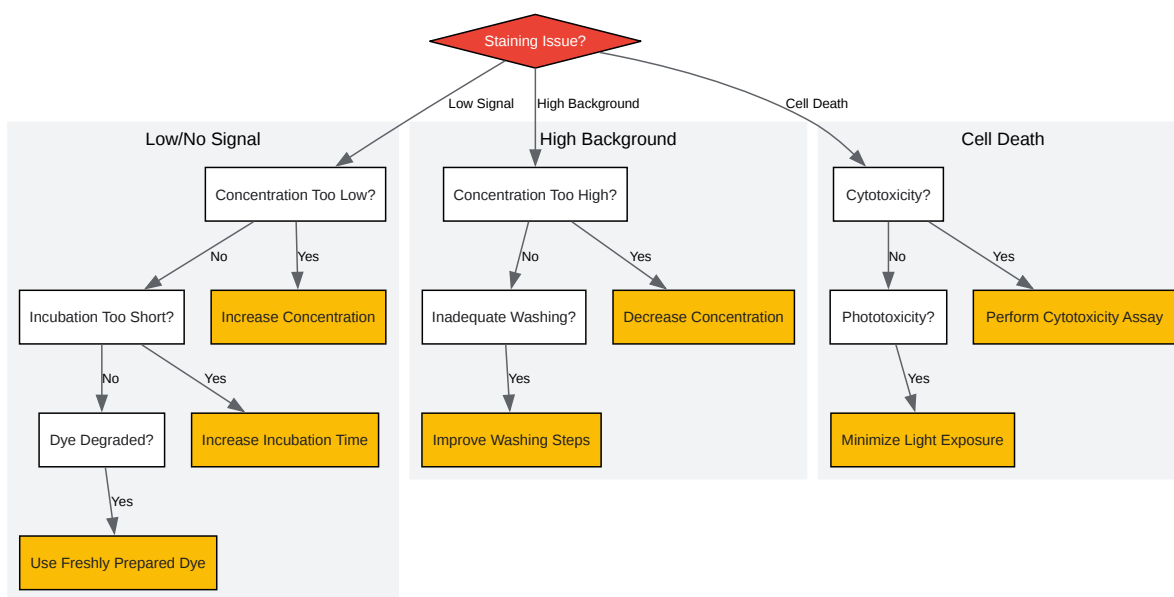 Staining Issue?
Low Signal
High Background
Cell Death
Low/No Signal
High Background
Cell Death
Concentration Too Low?
Concentration Too High?
Cytotoxicity?
No
Yes
No
Yes
No
Yes
Incubation Too Short?
Increase Concentration
Inadequate Washing?
Decrease Concentration
Phototoxicity?
Perform Cytotoxicity Assay
No
Yes
Yes
Yes
Dye Degraded?
Increase Incubation Time
Improve Washing Steps
Minimize Light Exposure
Yes
Use Freshly Prepared Dye